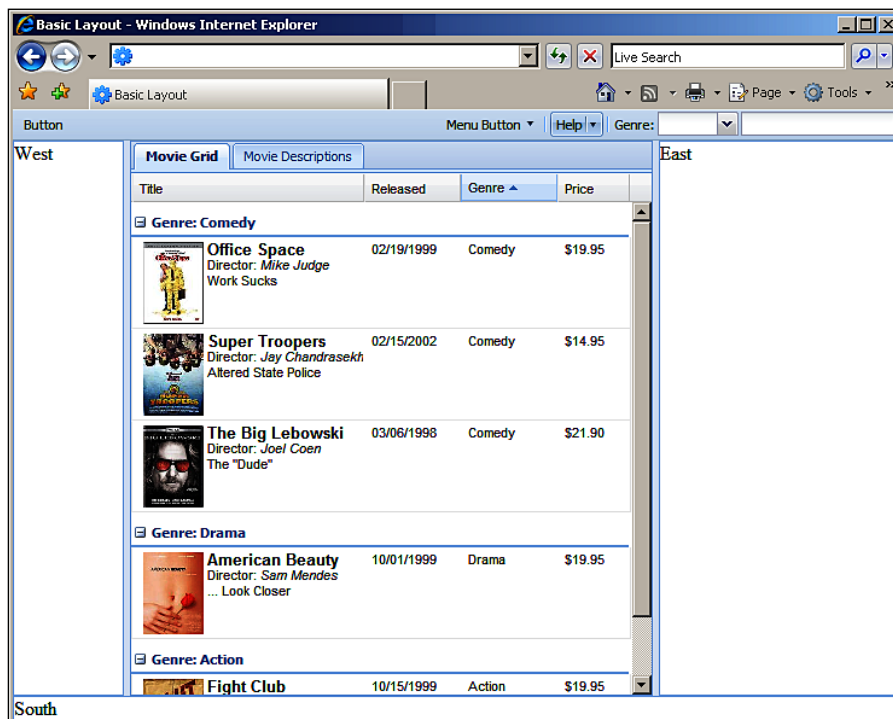 Basic Layout - Windows Internet Explorer
Live Search
Basic Layout
Page
Tools
Button
Menu Button
Help
Genre:
West
Movie Grid
Movie Descriptions
East
Title
Released
Genre
Price
Genre: Comedy
Office Space
02/19/1999
Comedy
$19.95
Director: Mike Judge
Work Sucks
Super Troopers
02/15/2002
Comedy
$14.95
Director: Jay Chandrasekh
Altered State Police
SUPER TROOPERS
The Big Lebowski
03/06/1998
Comedy
$21.90
Director: Joel Coen
The "Dude"
Genre: Drama
American Beauty
10/01/1999
Drama
$19.95
Director: Sam Mendes
... Look Closer
AMERICAN BEAUTY
Genre: Action
Fight Club
10/15/1999
Action
$19.95
South